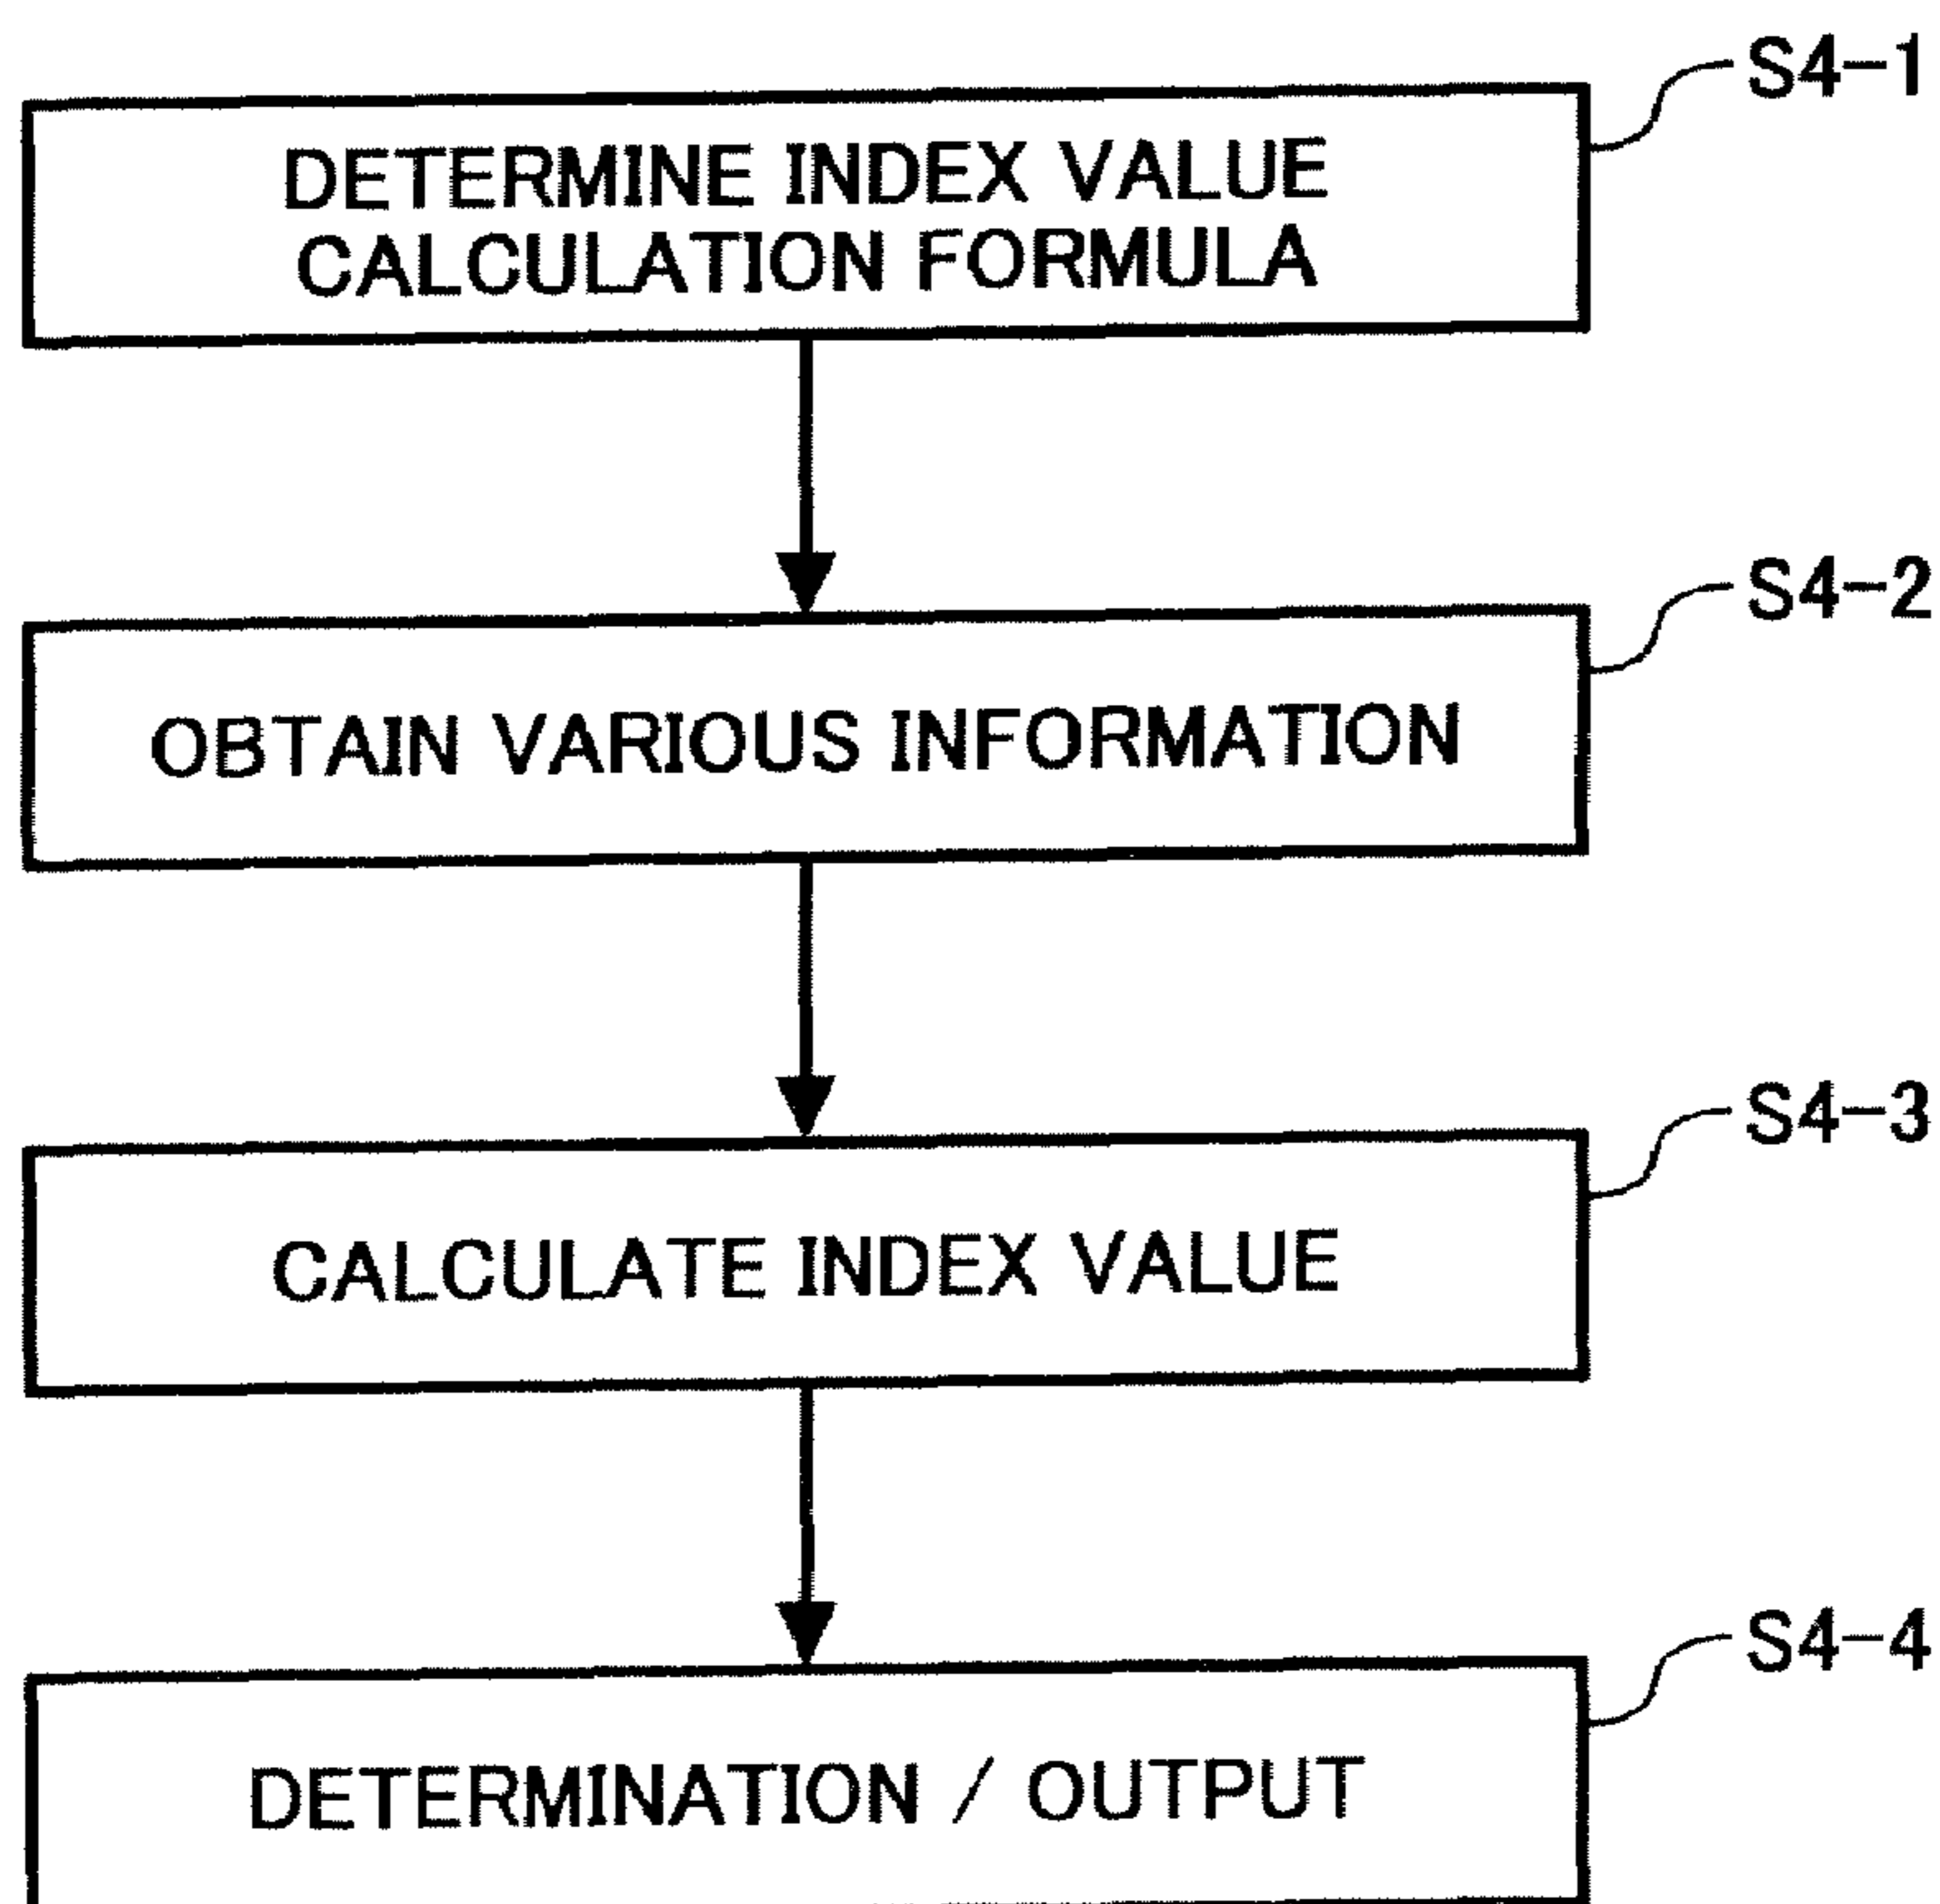 S4-1
DETERMINE INDEX VALUE
CALCULATION FORMULA
S4-2
OBTAIN VARIOUS INFORMATION
S4-3
CALCULATE INDEX VALUE
S4-4
DETERMINATION / OUTPUT